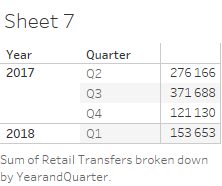 Sheet 7
Year Quarter
2017 Q2 276 166
Q3 371 688
Q4 121 130
2018 Q1 153 653
Sum of Retail Transfers broken down
by YearandQuarter.